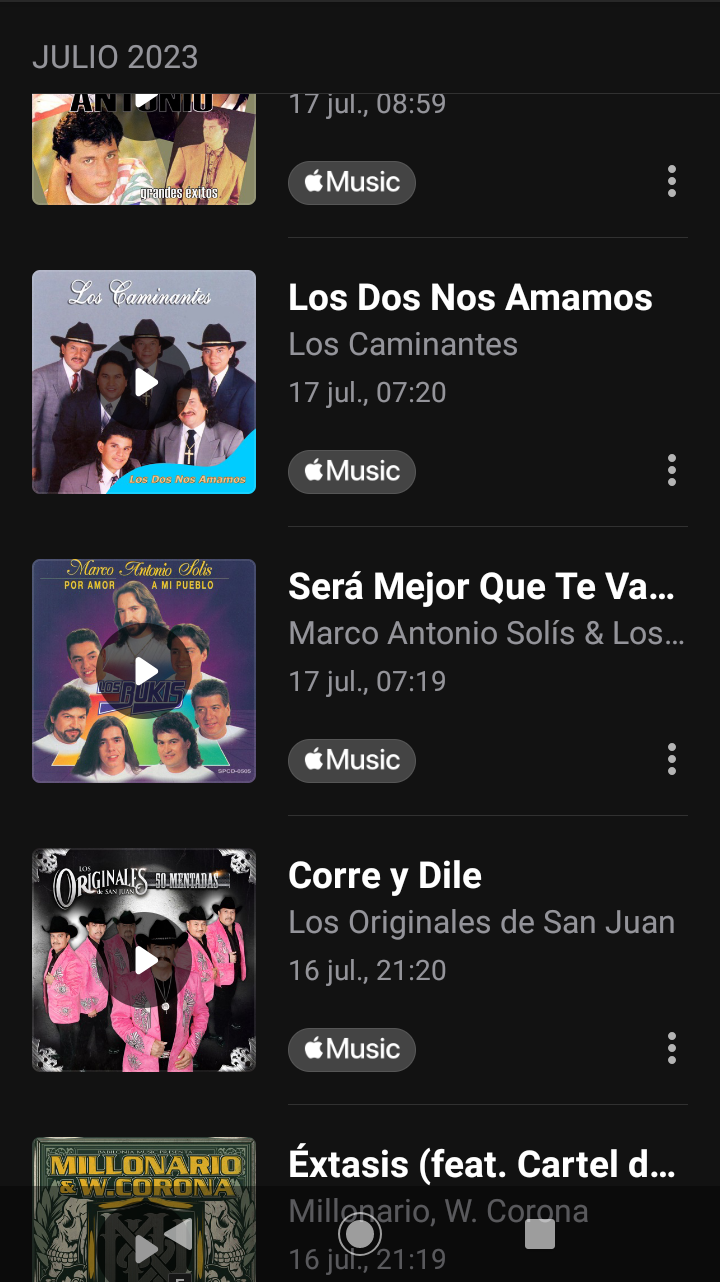 JULIO 2023
ANTONIO
grandes éxitos
17 jul., 08:59
Music
Los Caminantes
Los Dos Nos Amamos
Los Dos Nos Amamos
Los Caminantes
17 jul., 07:20
Music
Marco Antonio Solís
POR AMOR A MI PUEBLO
LOS BUKIS
SPCD-0505
Será Mejor Que Te Va...
Marco Antonio Solís & Los...
17 jul., 07:19
Music
LOS
ORIGINALES 50 MENTADAS
de SAN JUAN
Corre y Dile
Los Originales de San Juan
16 jul., 21:20
Music
MILLONARIO
& W. CORONA
Éxtasis (feat. Cartel d...
Millonario, W. Corona
16 jul., 21:19